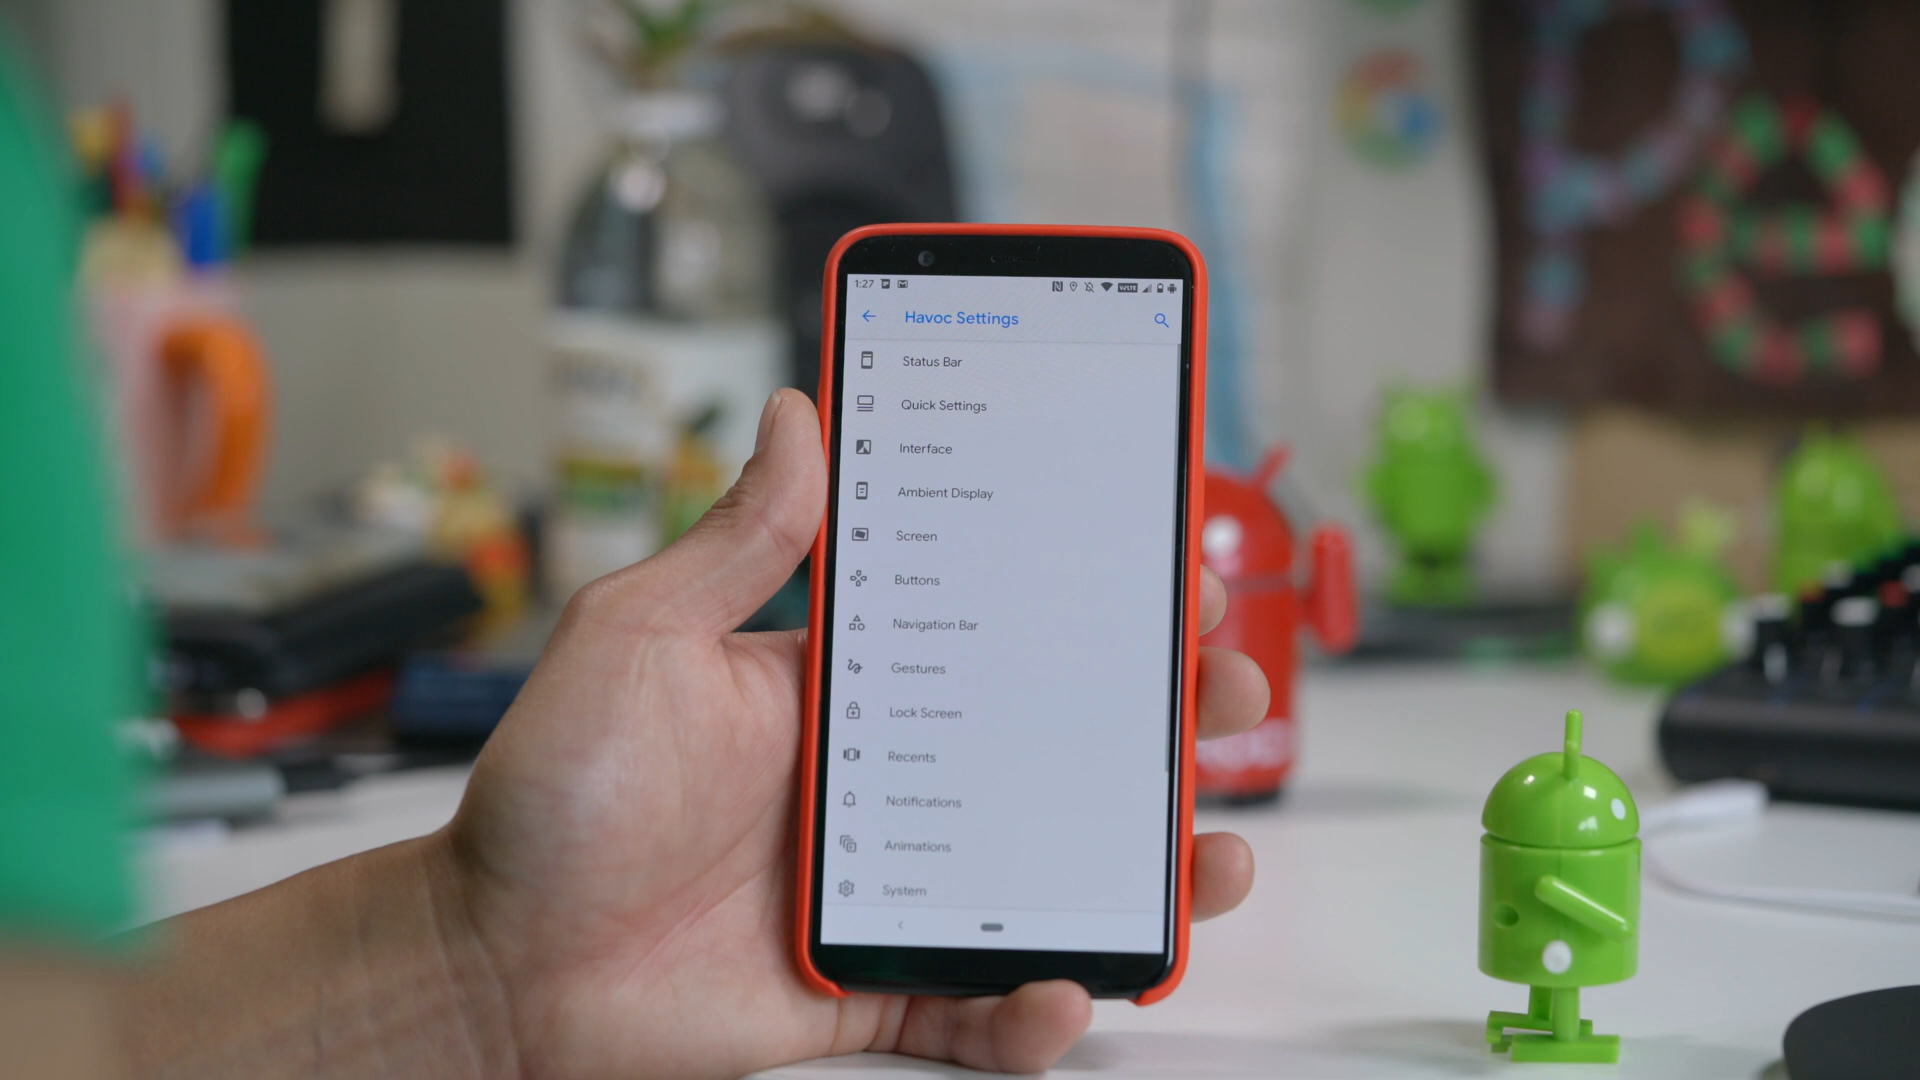 1:27
VoLTE
Havoc Settings
Status Bar
Quick Settings
Interface
Ambient Display
Screen
Buttons
Navigation Bar
Gestures
Lock Screen
Recents
Notifications
Animations
System